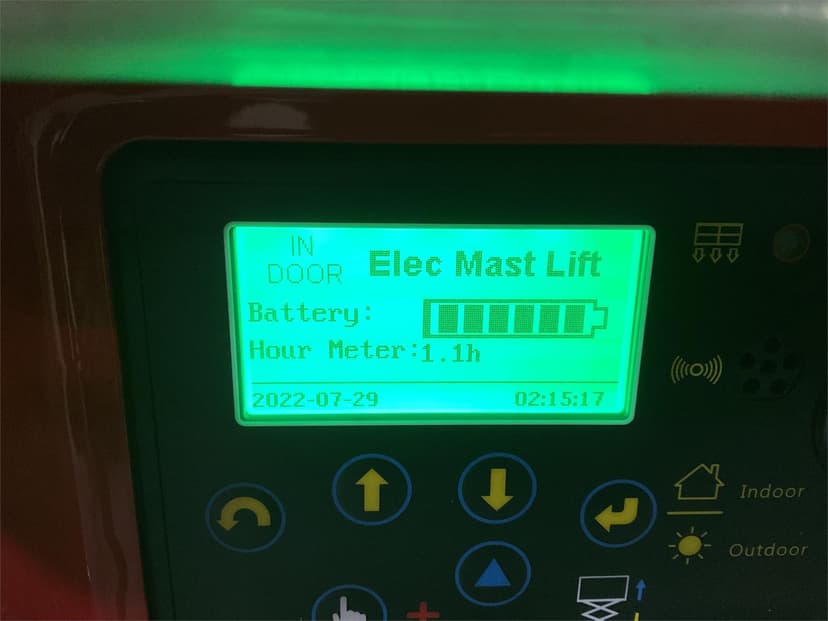 IN
DOOR
Elec Mast Lift
Battery:
Hour Meter:1.1h
2022-07-29 02:15:17
Indoor
Outdoor